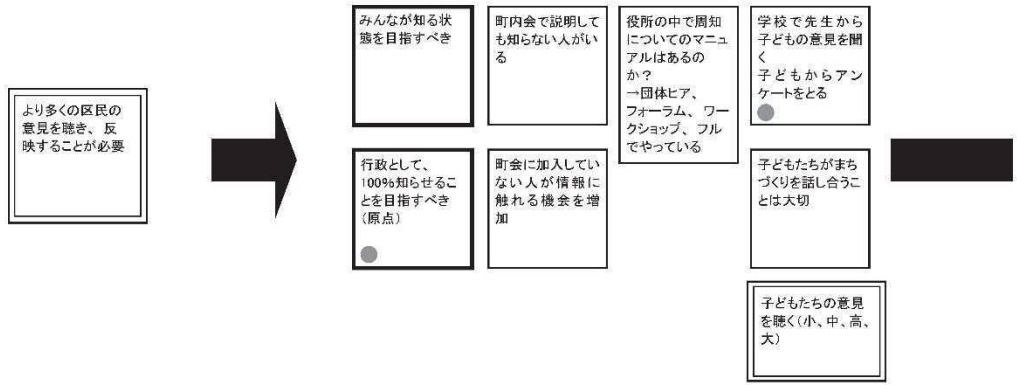 より多くの区民の
意見を聴き、反
映することが必要
みんなが知る状
態を目指すべき
行政として、
100%知らせるこ
とを目指すべき
(原点)
町内会で説明して
も知らない人がい
る
町会に加入してい
ない人が情報に
触れる機会を増
加
役所の中で周知
についてのマニュ
アルはあるの
か?
→団体ヒア、
フォーラム、ワー
クショップ、フル
でやっている
学校で先生から
子どもの意見を聞
く
子どもからアン
ケートをとる
子どもたちがまち
づくりを話し合うこ
とは大切
子どもたちの意見
を聴く(小、中、高、
大)